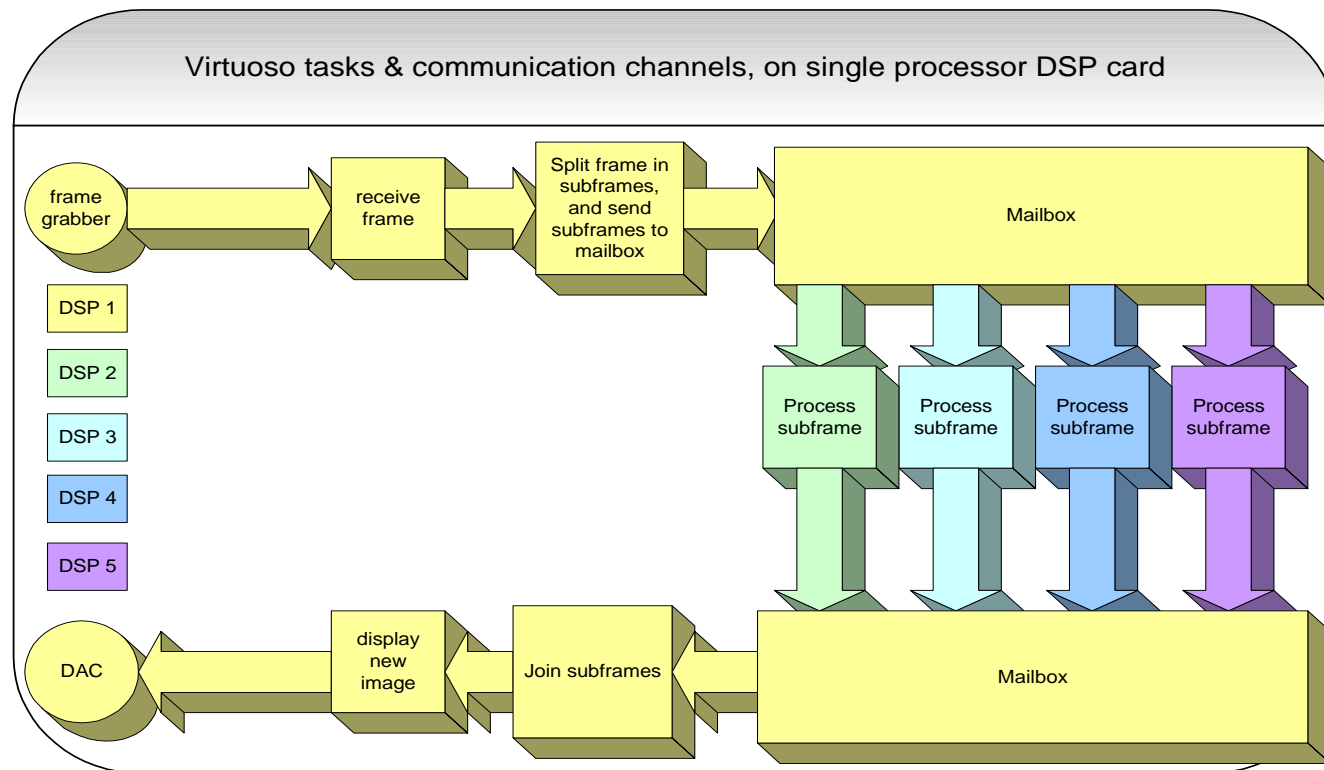 Virtuoso tasks & communication channels, on single processor DSP card
frame
grabber
receive
frame
Split frame in
subframes,
and send
subframes to
mailbox
Mailbox
DSP 1
DSP 2
DSP 3
DSP 4
DSP 5
Process
subframe
Process
subframe
Process
subframe
Process
subframe
DAC
display
new
image
Join subframes
Mailbox